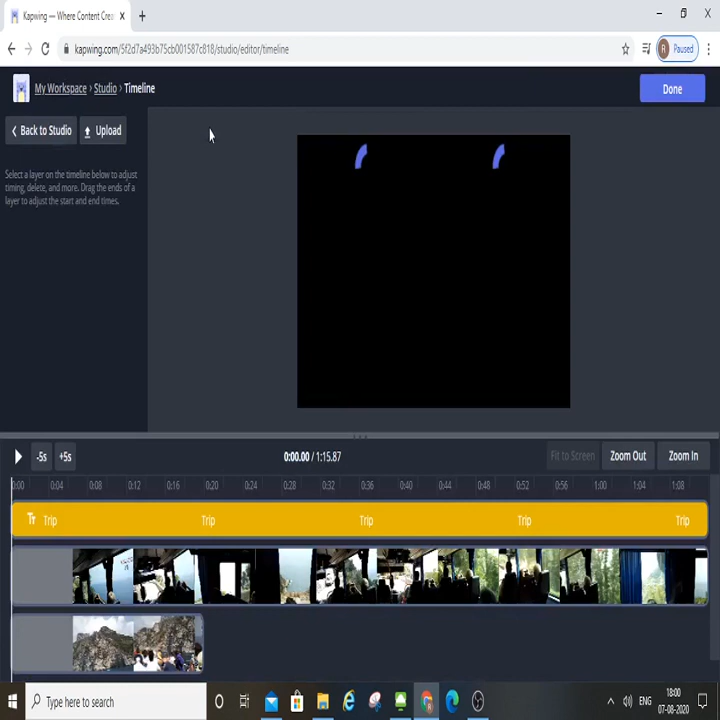 Kapwing — Where Content Crea
kapwing.com/5f2d7a493b75cb001587c818/studio/editor/timeline
R Paused
My Workspace › Studio › Timeline
Done
Back to Studio
Upload
Select a layer on the timeline below to adjust
timing, delete, and more. Drag the ends of a
layer to adjust the start and end times.
-5s +5s 0:00.00 / 1:15.87 Fit to Screen Zoom Out Zoom In
:00 0:04 0:08 0:12 0:16 0:20 0:24 0:28 0:32 0:36 0:40 0:44 0:48 0:52 0:56 1:00 1:04 1:08
Tr Trip Trip Trip Trip Trip
Type here to search
ENG
18:00
07-08-2020